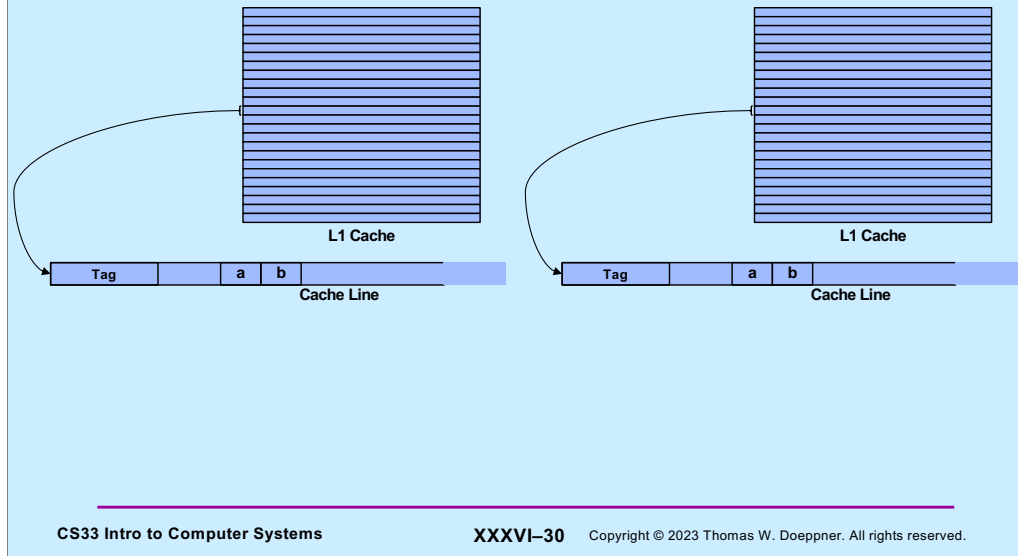 L1 Cache
L1 Cache
Tag a b
Tag a b
Cache Line
Cache Line
CS33 Intro to Computer Systems
XXXVI–30
Copyright © 2023 Thomas W. Doeppner. All rights reserved.